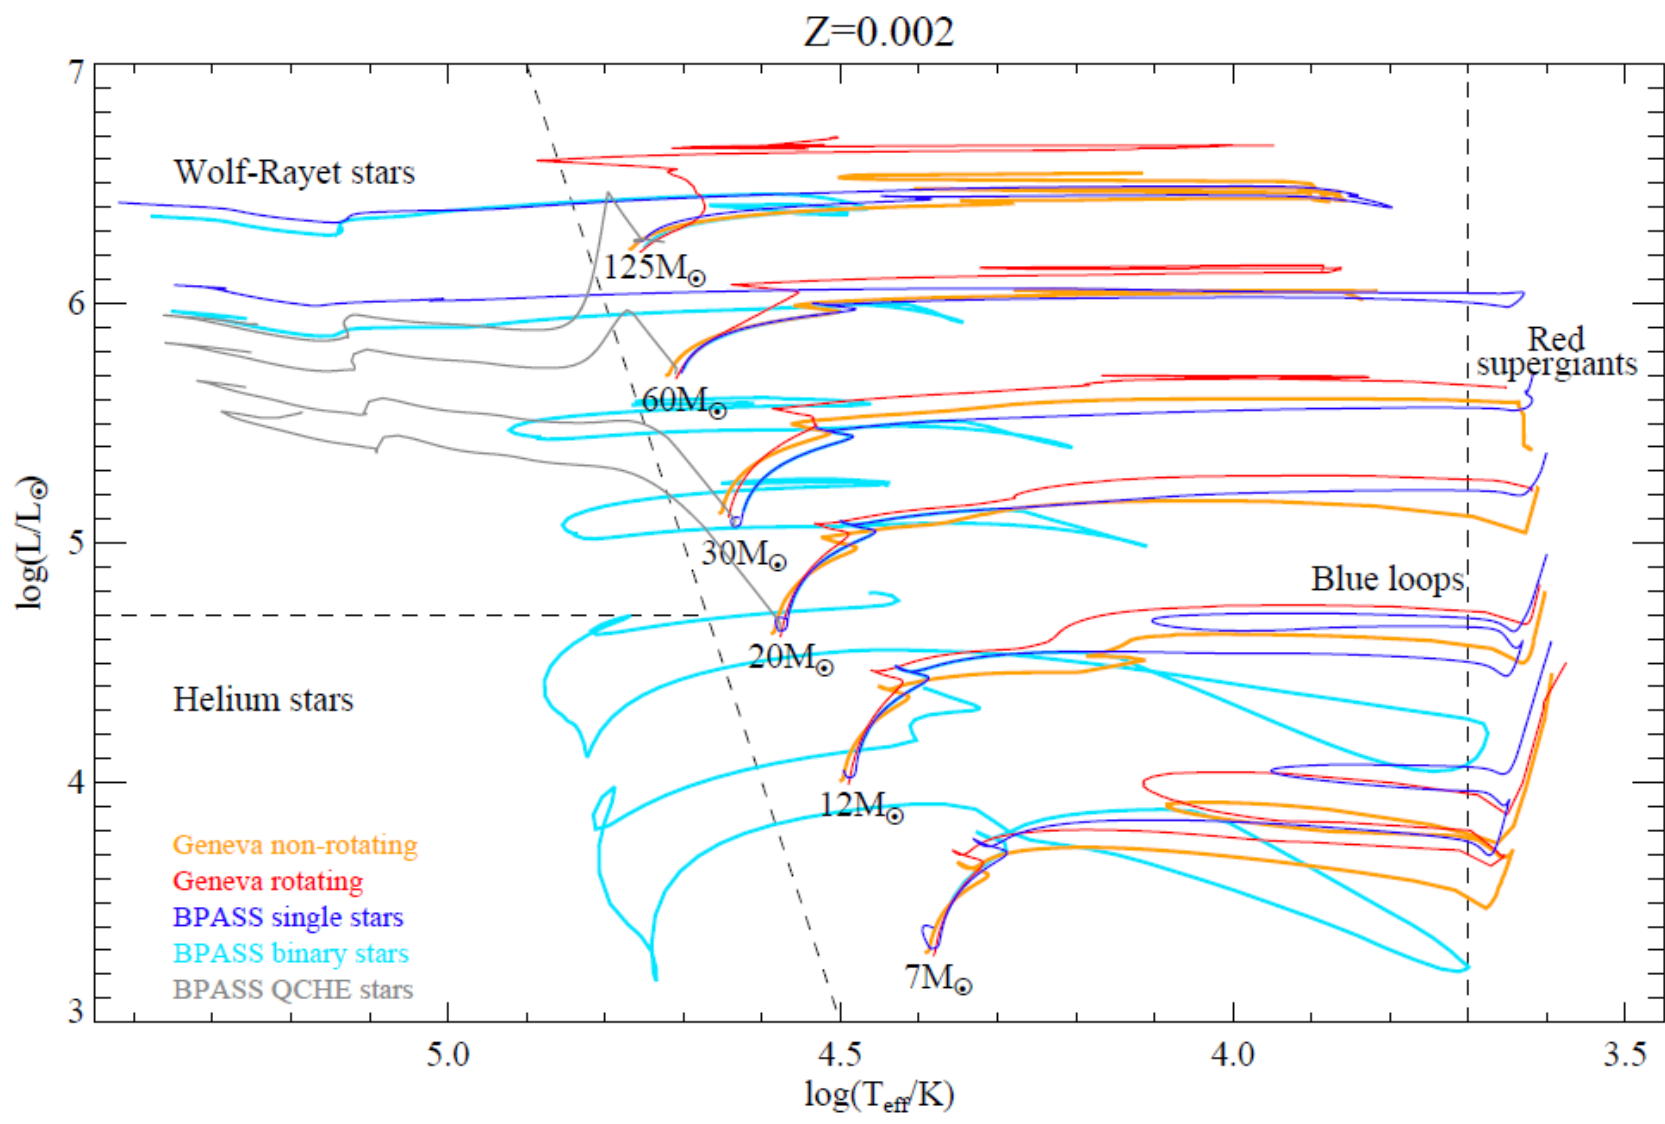 Z=0.002
7
Wolf-Rayet stars
125M☉
6
Red
supergiants
60M☉
5
30M☉
Blue loops
20M☉
Helium stars
4
12M☉
7M☉
Geneva non-rotating
Geneva rotating
BPASS single stars
BPASS binary stars
BPASS QCHE stars
3
log(L/L☉)
5.0 4.5 4.0 3.5
log(Teff/K)